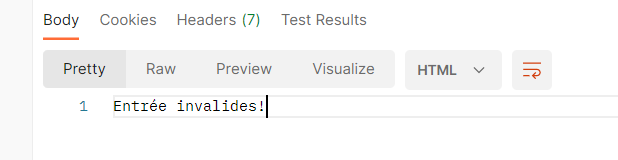 Body Cookies Headers (7) Test Results
Pretty Raw Preview Visualize HTML
1 Entrée invalides!